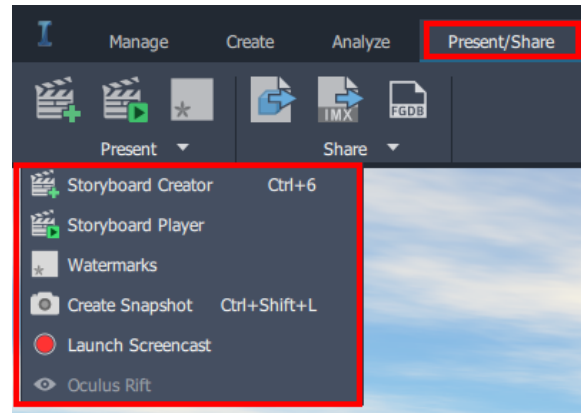 I
Manage Create Analyze Present/Share
IMX FGDB
Present Share
Storyboard Creator Ctrl+6
Storyboard Player
Watermarks
Create Snapshot Ctrl+Shift+L
Launch Screencast
Oculus Rift